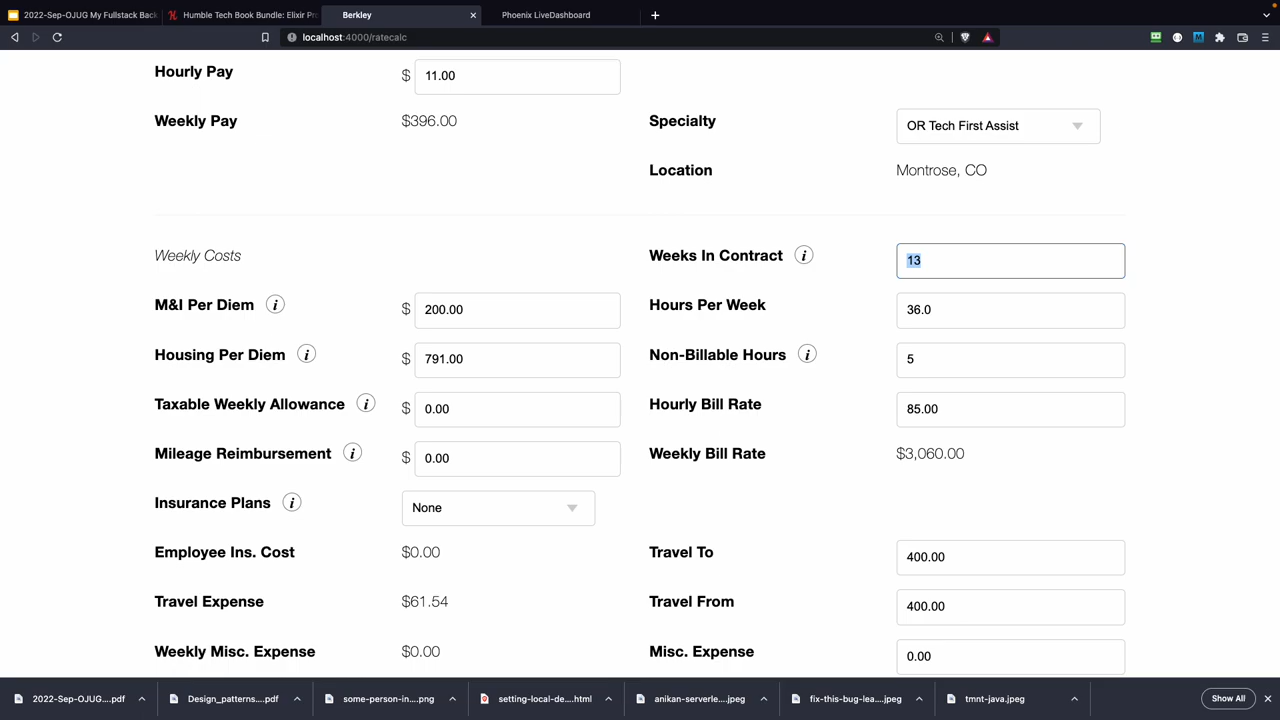 2022-Sep-OJUG My Fullstack Back
Humble Tech Book Bundle: Elixir Pr
Berkley
Phoenix LiveDashboard
localhost:4000/ratecalc
Hourly Pay $ 11.00
Weekly Pay $396.00 Specialty OR Tech First Assist
Location Montrose, CO
Weekly Costs Weeks In Contract i 13
M&I Per Diem i $ 200.00 Hours Per Week 36.0
Housing Per Diem i $ 791.00 Non-Billable Hours i 5
Taxable Weekly Allowance i $ 0.00 Hourly Bill Rate 85.00
Mileage Reimbursement i $ 0.00 Weekly Bill Rate $3,060.00
Insurance Plans i None
Employee Ins. Cost $0.00 Travel To 400.00
Travel Expense $61.54 Travel From 400.00
Weekly Misc. Expense $0.00 Misc. Expense 0.00
2022-Sep-OJUG....pdf
Design_patterns....pdf
some-person-in....png
setting-local-de....html
anikan-serverle....jpeg
fix-this-bug-lea....jpeg
tmnt-java.jpeg
Show All